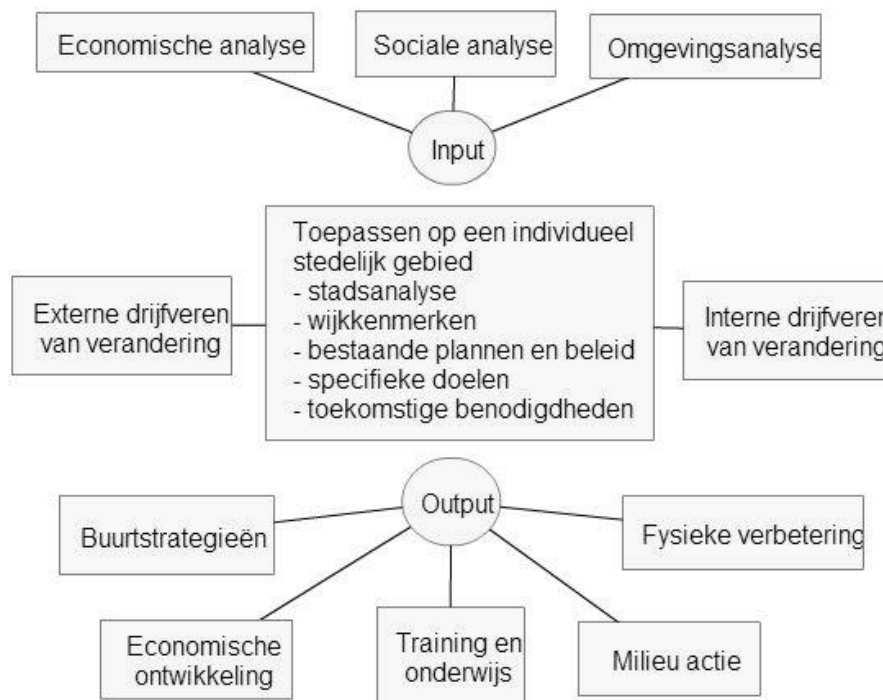 Economische analyse
Sociale analyse
Omgevingsanalyse
Input
Toepassen op een individueel
stedelijk gebied
- stadsanalyse
- wijkkenmerken
- bestaande plannen en beleid
- specifieke doelen
- toekomstige benodigdheden
Externe drijfveren
van verandering
Interne drijfveren
van verandering
Output
Buurtstrategieën
Fysieke verbetering
Economische
ontwikkeling
Training en
onderwijs
Milieu actie